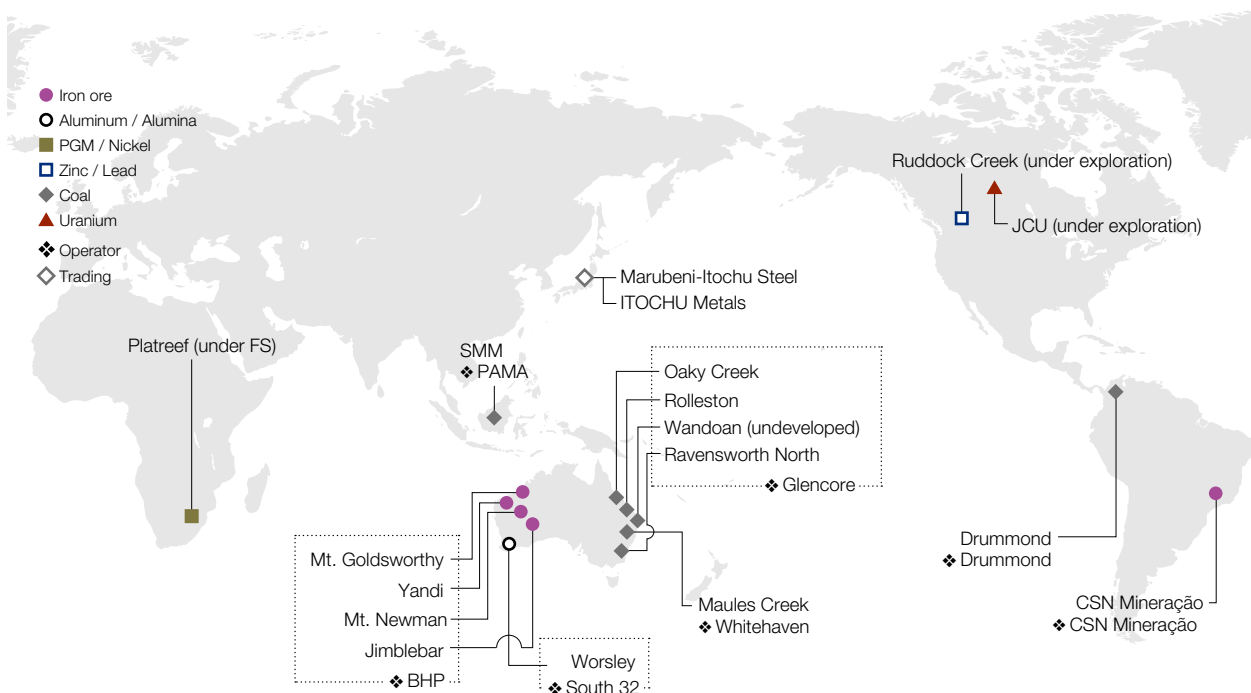 Iron ore
Aluminum / Alumina
PGM / Nickel
Zinc / Lead
Coal
Uranium
Operator
Trading
Ruddock Creek (under exploration)
JCU (under exploration)
Marubeni-Itochu Steel
ITOCHU Metals
Platreef (under FS)
SMM
❖ PAMA
Oaky Creek
Rolleston
Wandoan (undeveloped)
Ravensworth North
❖ Glencore
Mt. Goldsworthy
Yandi
Mt. Newman
Jimblebar
❖ BHP
Worsley
❖ South 32
Maules Creek
❖ Whitehaven
Drummond
❖ Drummond
CSN Mineração
❖ CSN Mineração